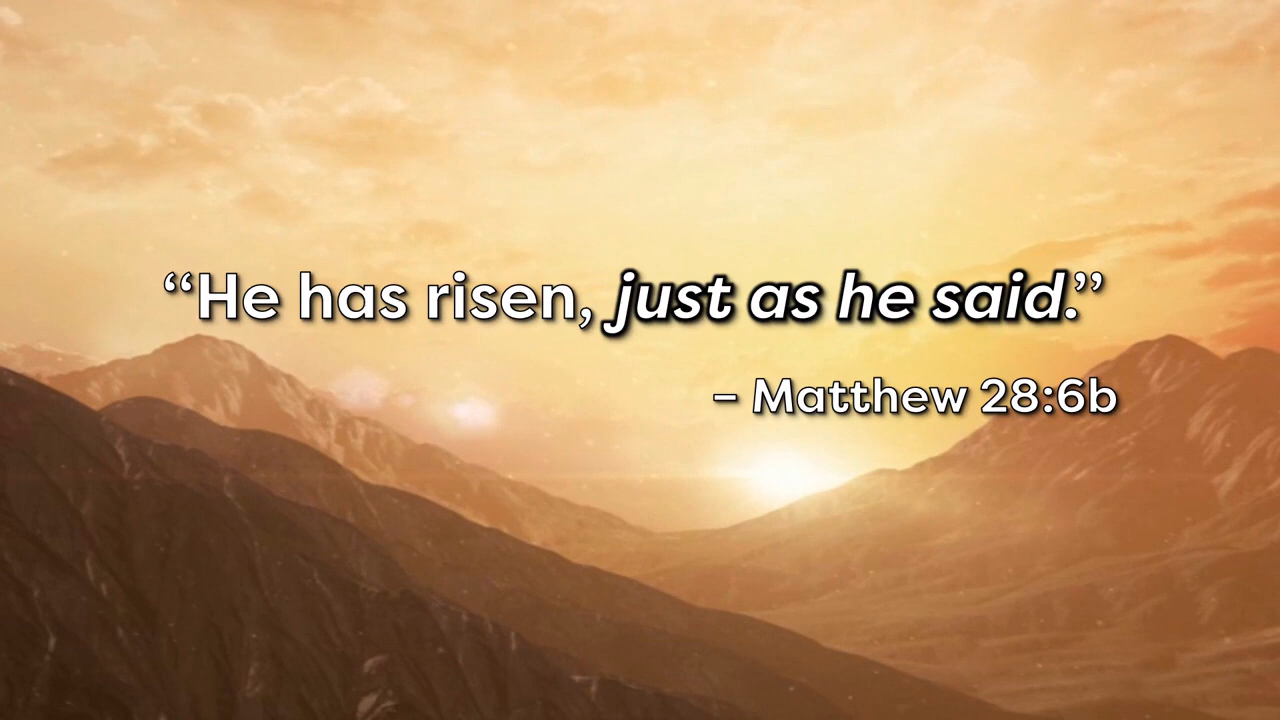 “He has risen, just as he said.”
– Matthew 28:6b